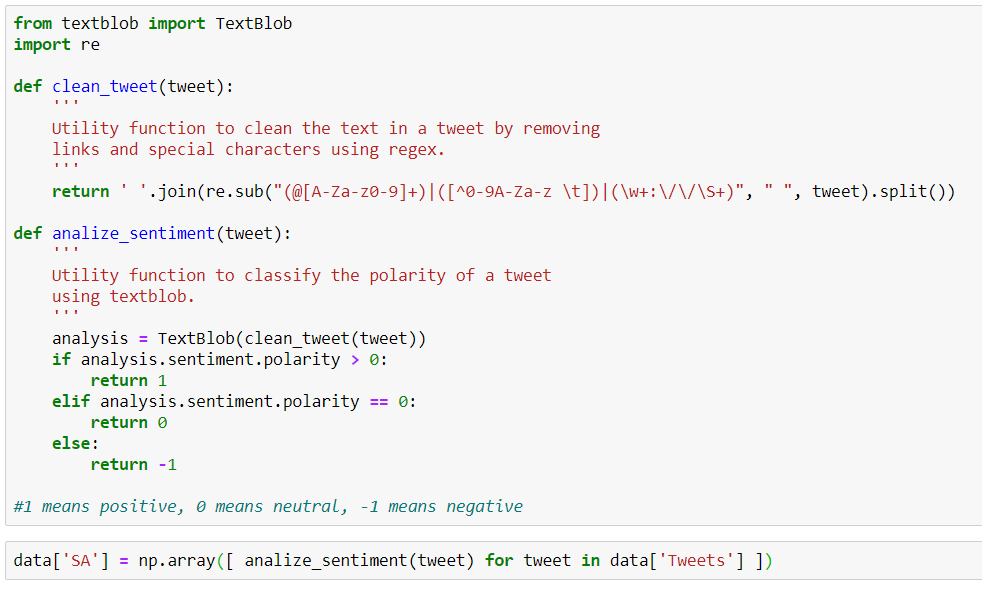 from textblob import TextBlob
import re
def clean_tweet(tweet):
'''
Utility function to clean the text in a tweet by removing
links and special characters using regex.
'''
return ' '.join(re.sub("(@[A-Za-z0-9]+)|([^0-9A-Za-z \t])|(\w+:\/\/\S+)", " ", tweet).split())
def analize_sentiment(tweet):
'''
Utility function to classify the polarity of a tweet
using textblob.
'''
analysis = TextBlob(clean_tweet(tweet))
if analysis.sentiment.polarity > 0:
return 1
elif analysis.sentiment.polarity == 0:
return 0
else:
return -1
#1 means positive, 0 means neutral, -1 means negative
data['SA'] = np.array([ analize_sentiment(tweet) for tweet in data['Tweets'] ])